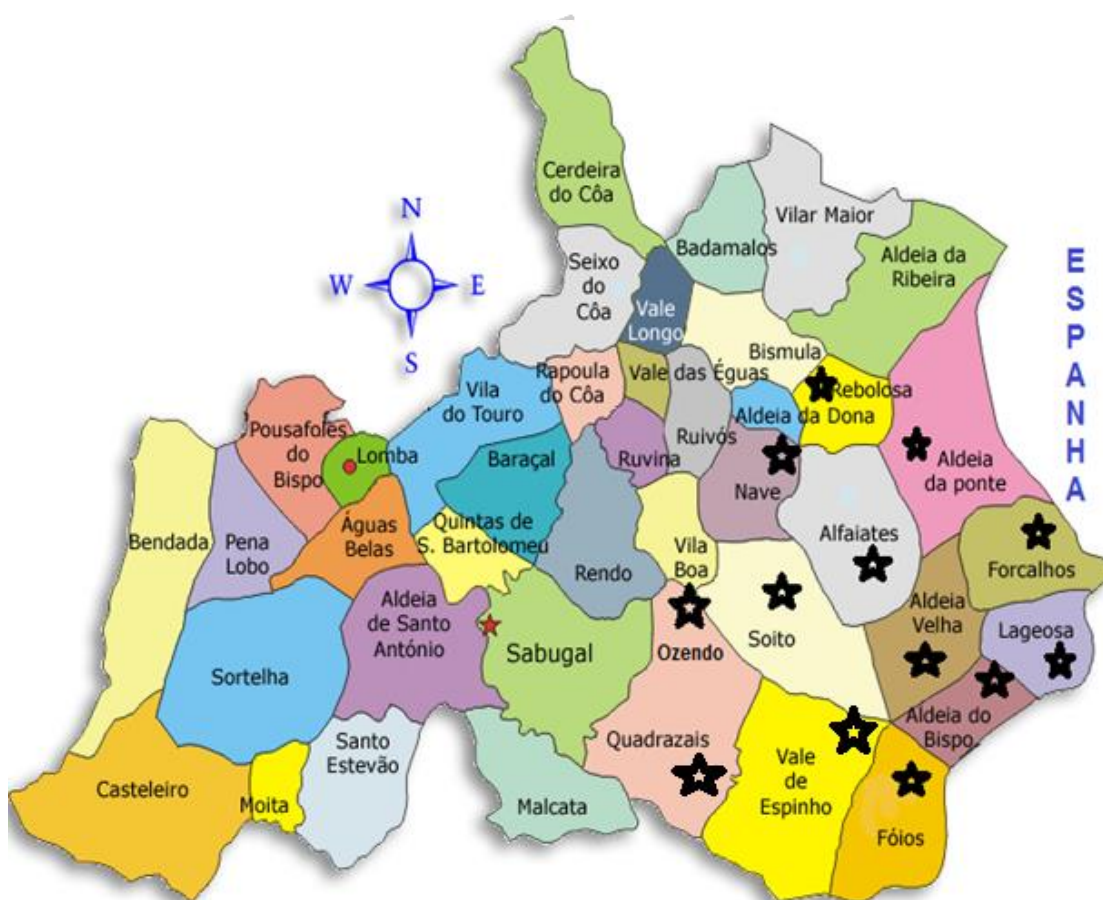 Cerdeira
do Côa
N
W
E
S
Seixo
do
Côa
Badamalos
Vilar Maior
Aldeia da
Ribeira
ESPANHA
Vale
Longo
Bismula
Rapoula
do Côa
Vale das Éguas
Rebolosa
Vila
do Touro
Aldeia da Dona
Pousafoles
do
Bispo
Lomba
Baraçal
Ruvina
Ruivós
Nave
Aldeia
da ponte
Bendada
Pena
Lobo
Águas
Belas
Quintas de
S. Bartolomeu
Rendo
Vila
Boa
Alfaiates
Forcalhos
Aldeia
de Santo
António
Sabugal
Ozendo
Soito
Aldeia
Velha
Lageosa
Sortelha
Aldeia do
Bispo
Santo
Estevão
Quadrazais
Vale
de
Espinho
Casteleiro
Moita
Malcata
Fóios